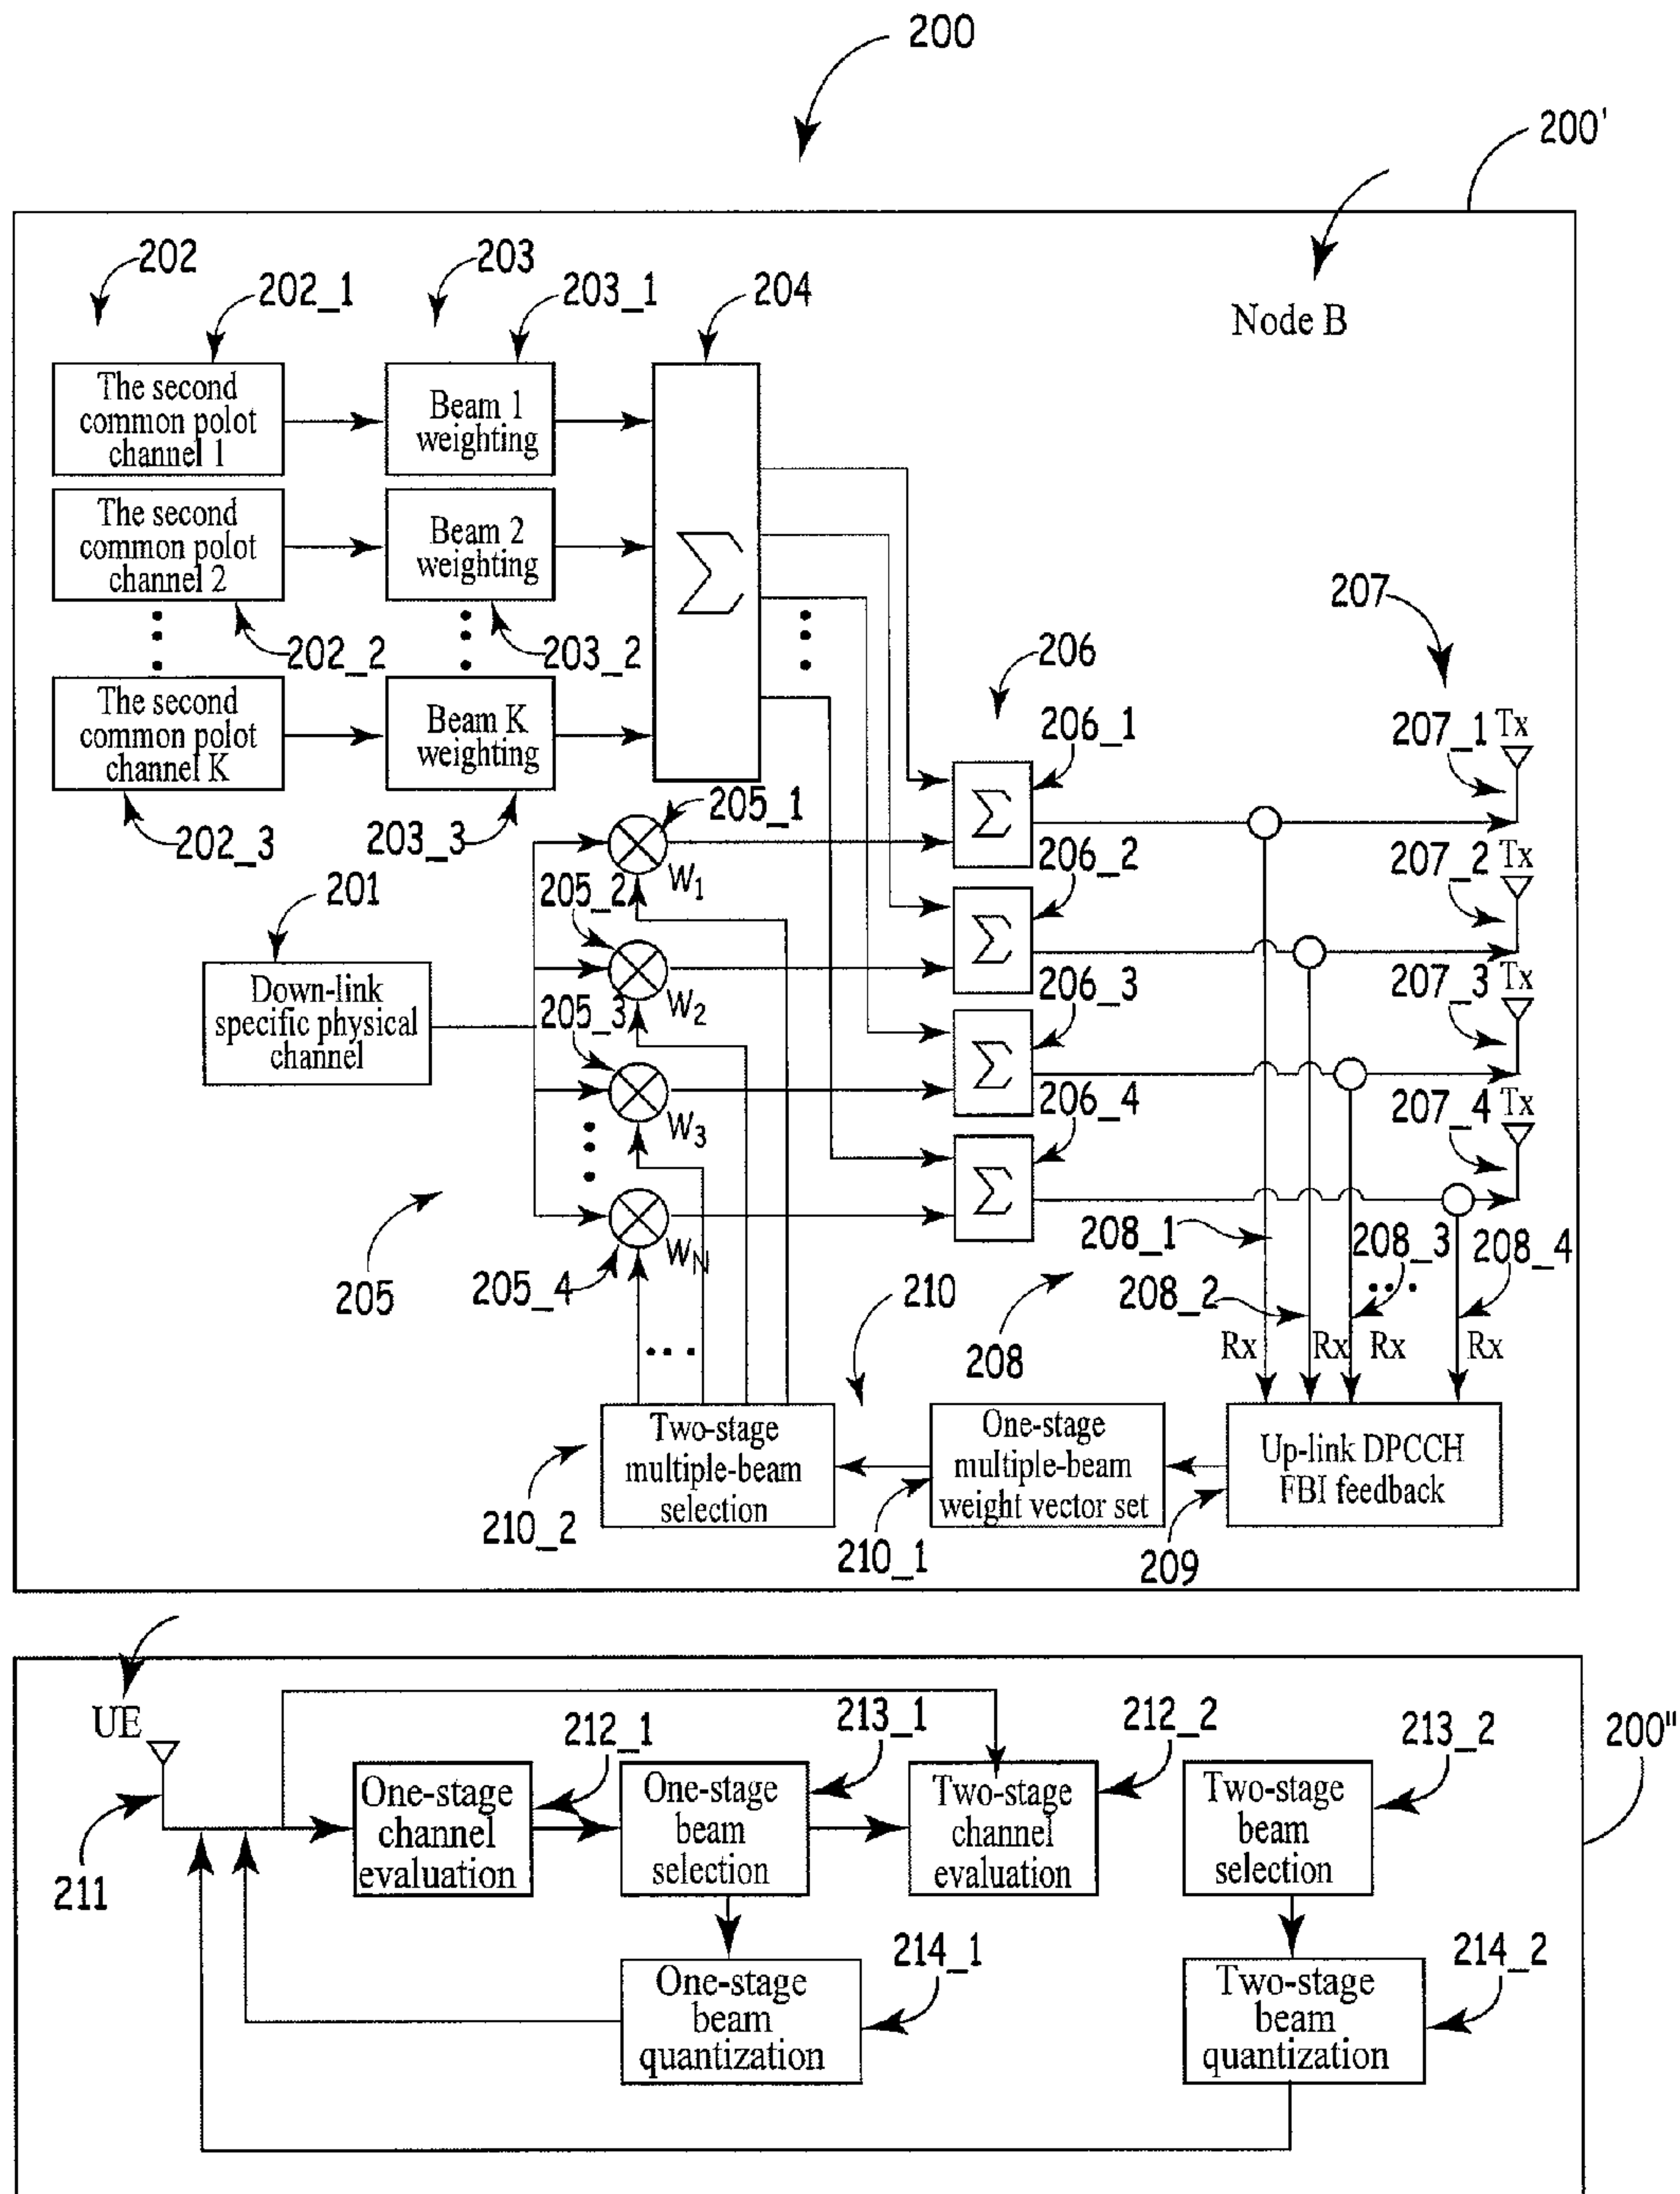 200
200'
Node B
202
202_1
203
203_1
204
The second
common polot
channel 1
Beam 1
weighting
The second
common polot
channel 2
Beam 2
weighting
Σ
202_2
203_2
207
206
The second
common polot
channel K
Beam K
weighting
206_1
207_1
Tx
202_3
203_3
205_1
Σ
W1
206_2
207_2
Tx
201
205_2
Σ
Down-link
specific physical
channel
W2
205_3
206_3
207_3
Tx
Σ
W3
206_4
207_4
Tx
Σ
205
205_4
WN
208_1
208_2
208_3
208_4
210
208
Rx
Rx
Rx
Rx
Two-stage
multiple-beam
selection
One-stage
multiple-beam
weight vector set
Up-link DPCCH
FBI feedback
210_2
210_1
209
UE
212_1
213_1
212_2
213_2
200"
211
One-stage
channel
evaluation
One-stage
beam
selection
Two-stage
channel
evaluation
Two-stage
beam
selection
214_1
214_2
One-stage
beam
quantization
Two-stage
beam
quantization